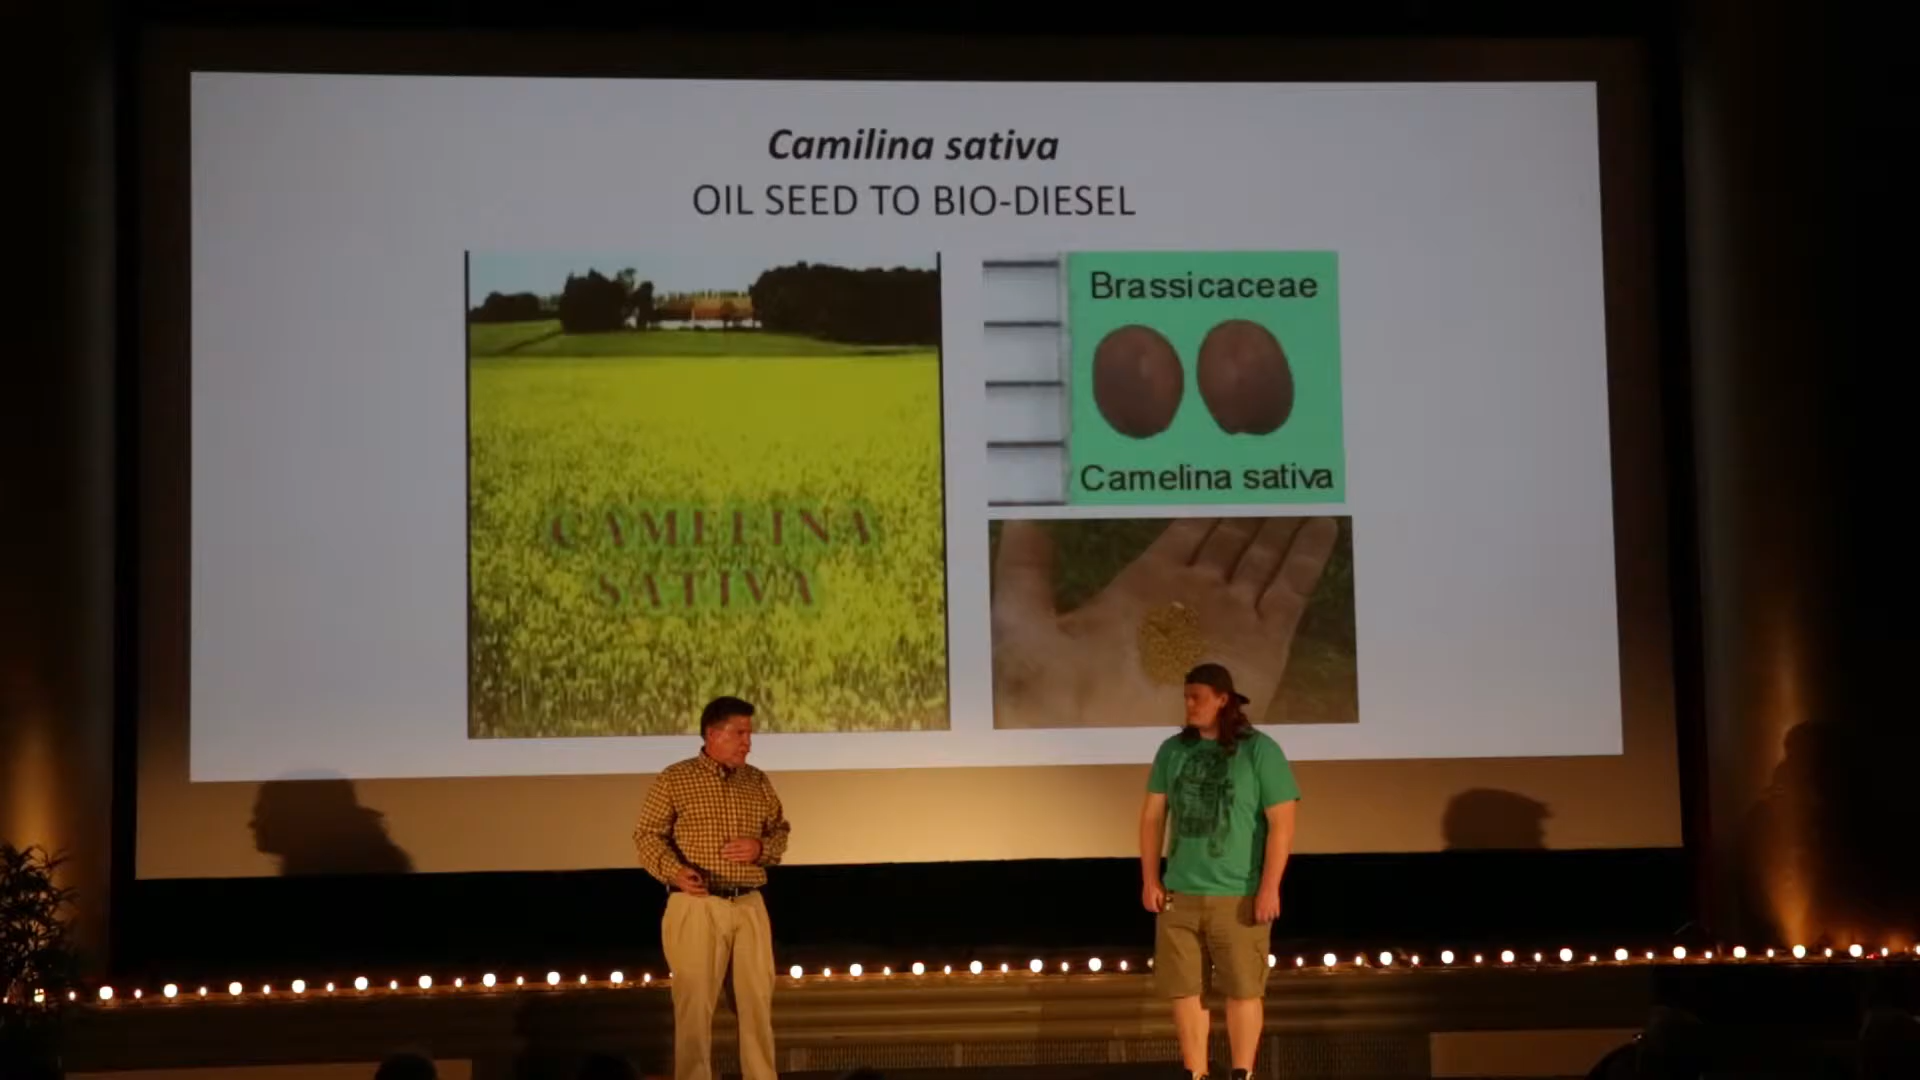 Camilina sativa
OIL SEED TO BIO-DIESEL
CAMELINA
SATIVA
Brassicaceae
Camelina sativa